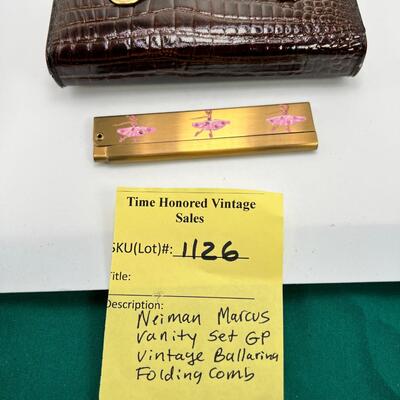 Time Honored Vintage
Sales
SKU(Lot)#: 1126
Title:
Description:
Neiman Marcus
vanity set GP
vintage Ballarina
Folding comb